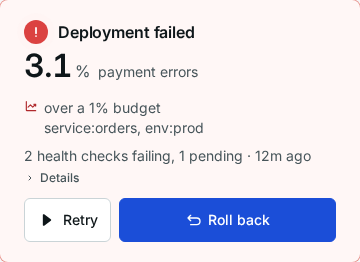 Deployment failed
3.1 % payment errors
over a 1% budget
service:orders, env:prod
2 health checks failing, 1 pending · 12m ago
Details
Retry
Roll back